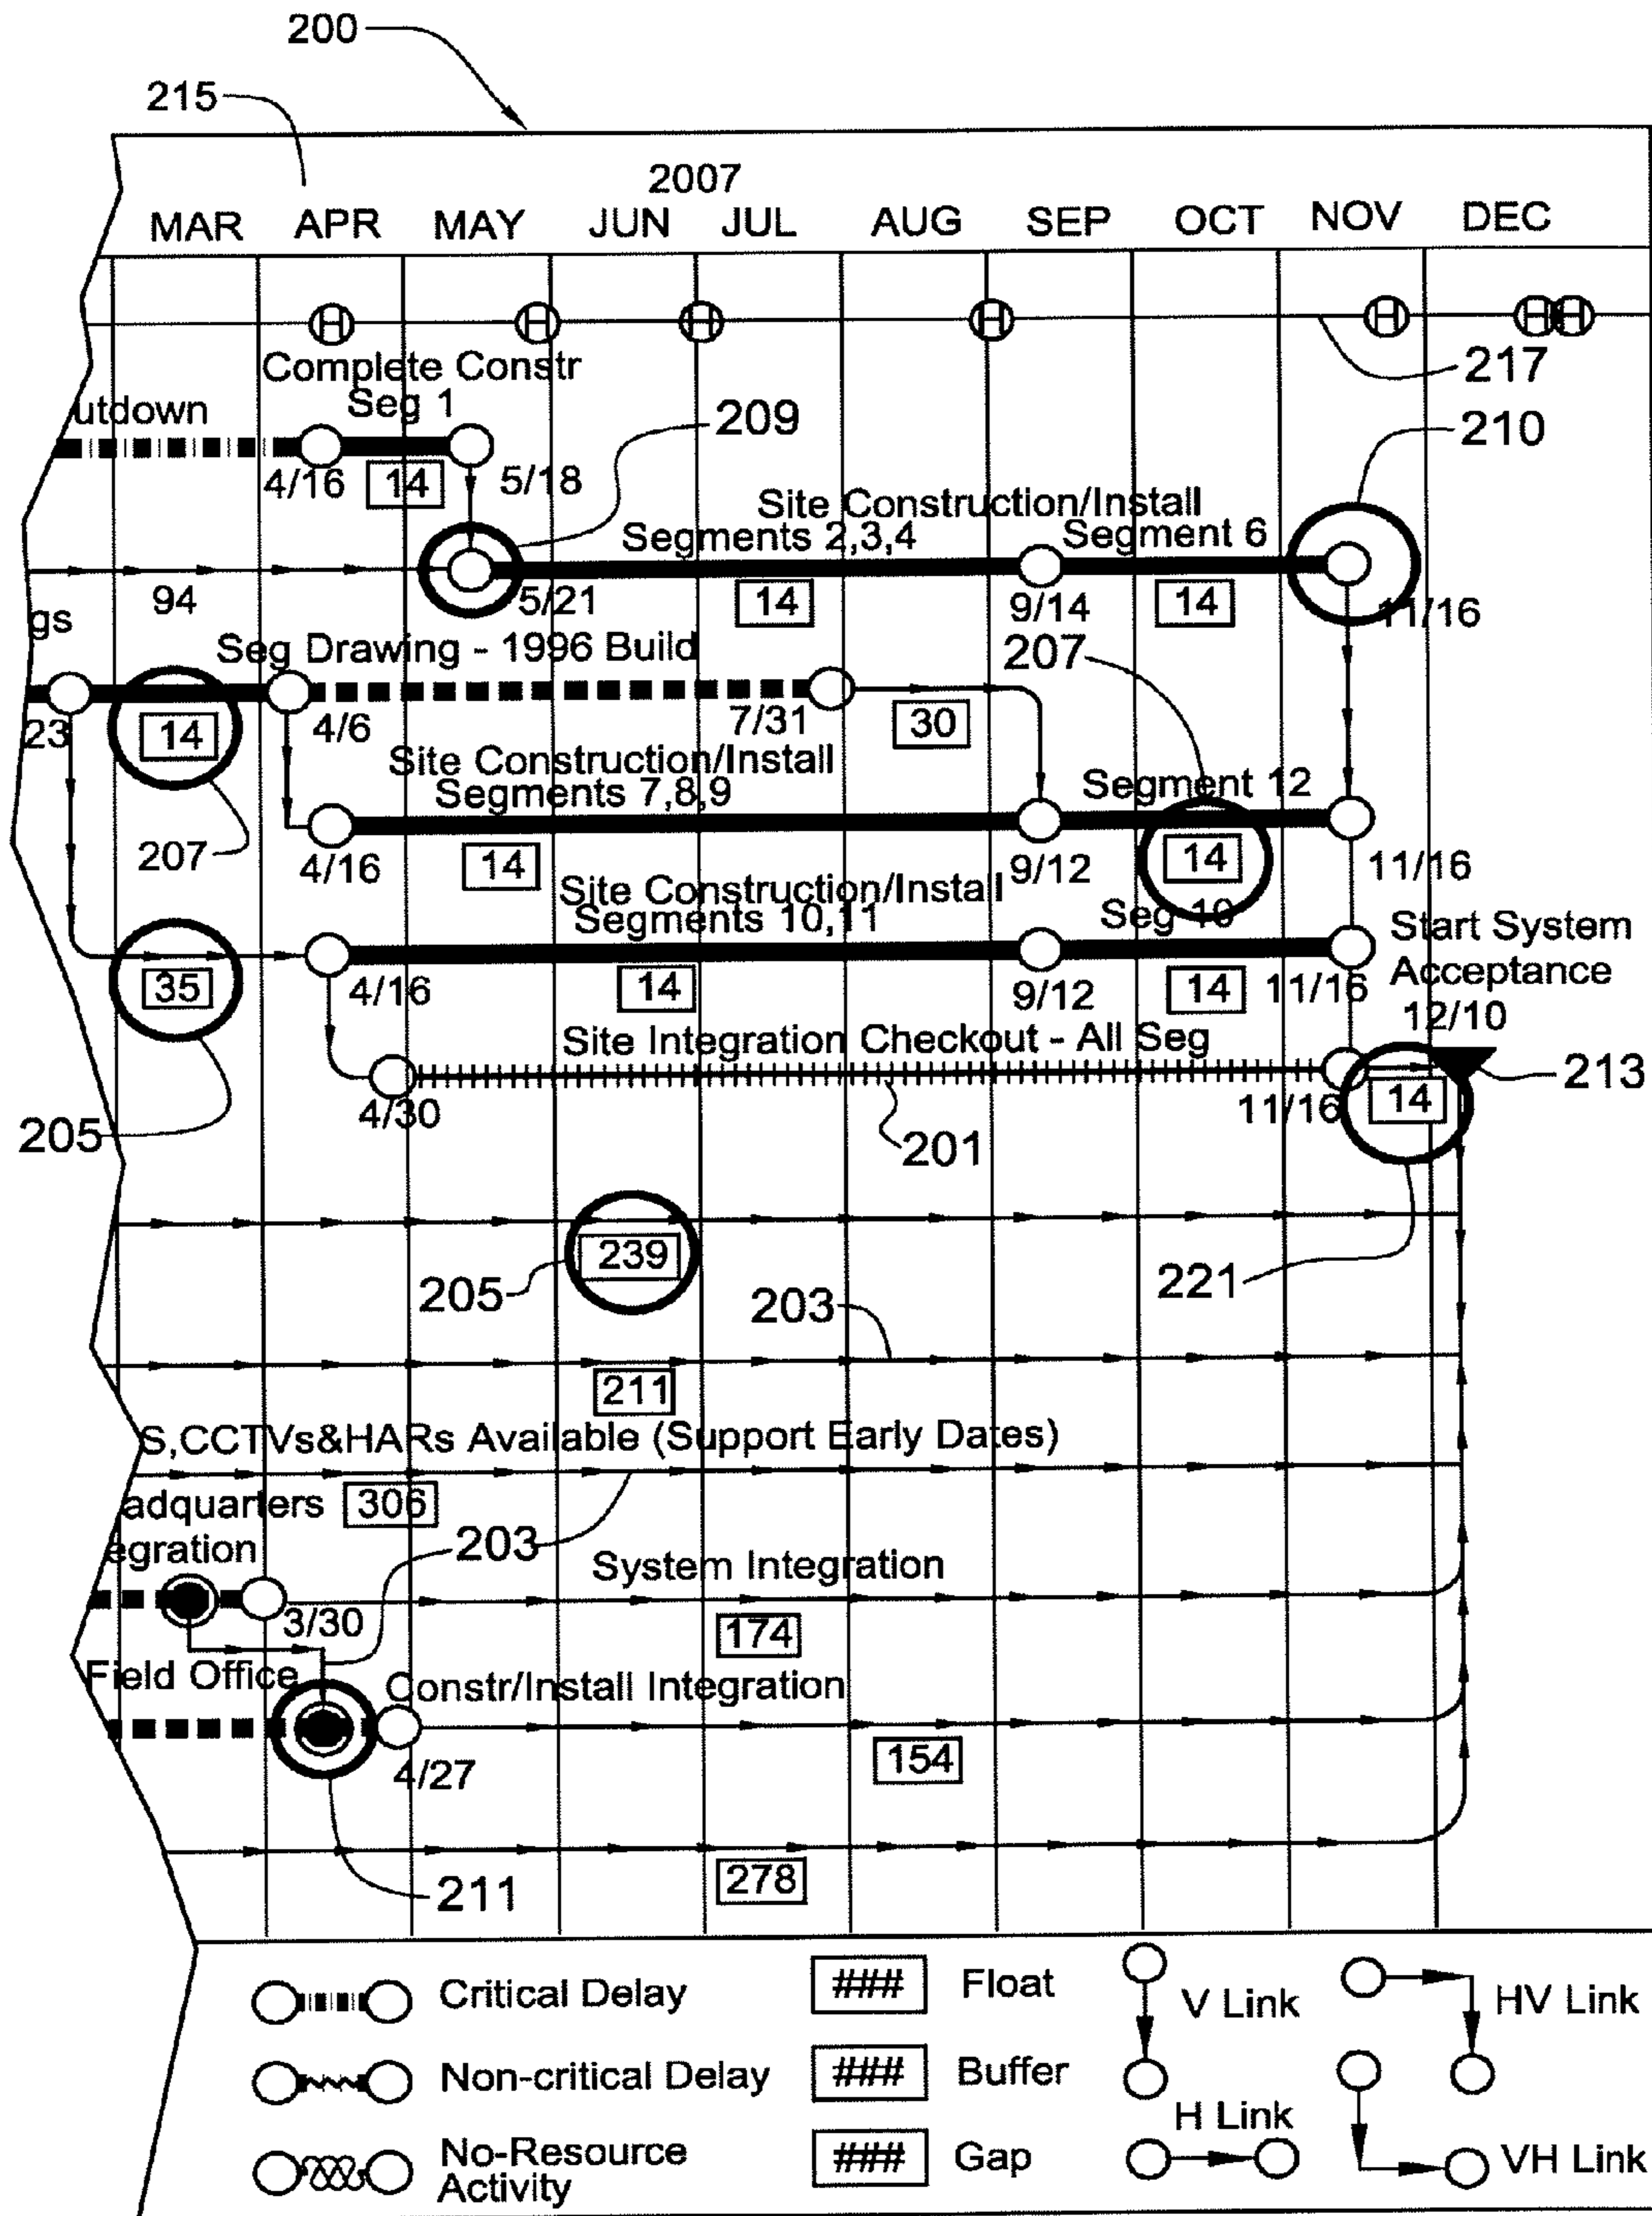 200
215
2007
MAR APR MAY JUN JUL AUG SEP OCT NOV DEC
H H H H H H H
217
Complete Constr
Seg 1
utdown
209
210
4/16 14 5/18
Site Construction/Install
Segments 2,3,4 Segment 6
94 5/21 14 9/14 14 11/16
gs
Seg Drawing - 1996 Build
207
23 14 4/6 7/31 30
Site Construction/Install
Segments 7,8,9 Segment 12
207
4/16 14 9/12 14 11/16
Site Construction/Install
Segments 10,11 Seg 10
Start System
Acceptance
12/10
35 4/16 14 9/12 14 11/16
Site Integration Checkout - All Seg
213
205 4/30 201 11/16 14
239
205 221
203
211
S,CCTVs&HARs Available (Support Early Dates)
306
adquarters
egration
203
System Integration
3/30 174
Field Office Constr/Install Integration
4/27 154
211 278
Critical Delay ### Float V Link HV Link
Non-critical Delay ### Buffer
H Link
No-Resource
Activity ### Gap VH Link